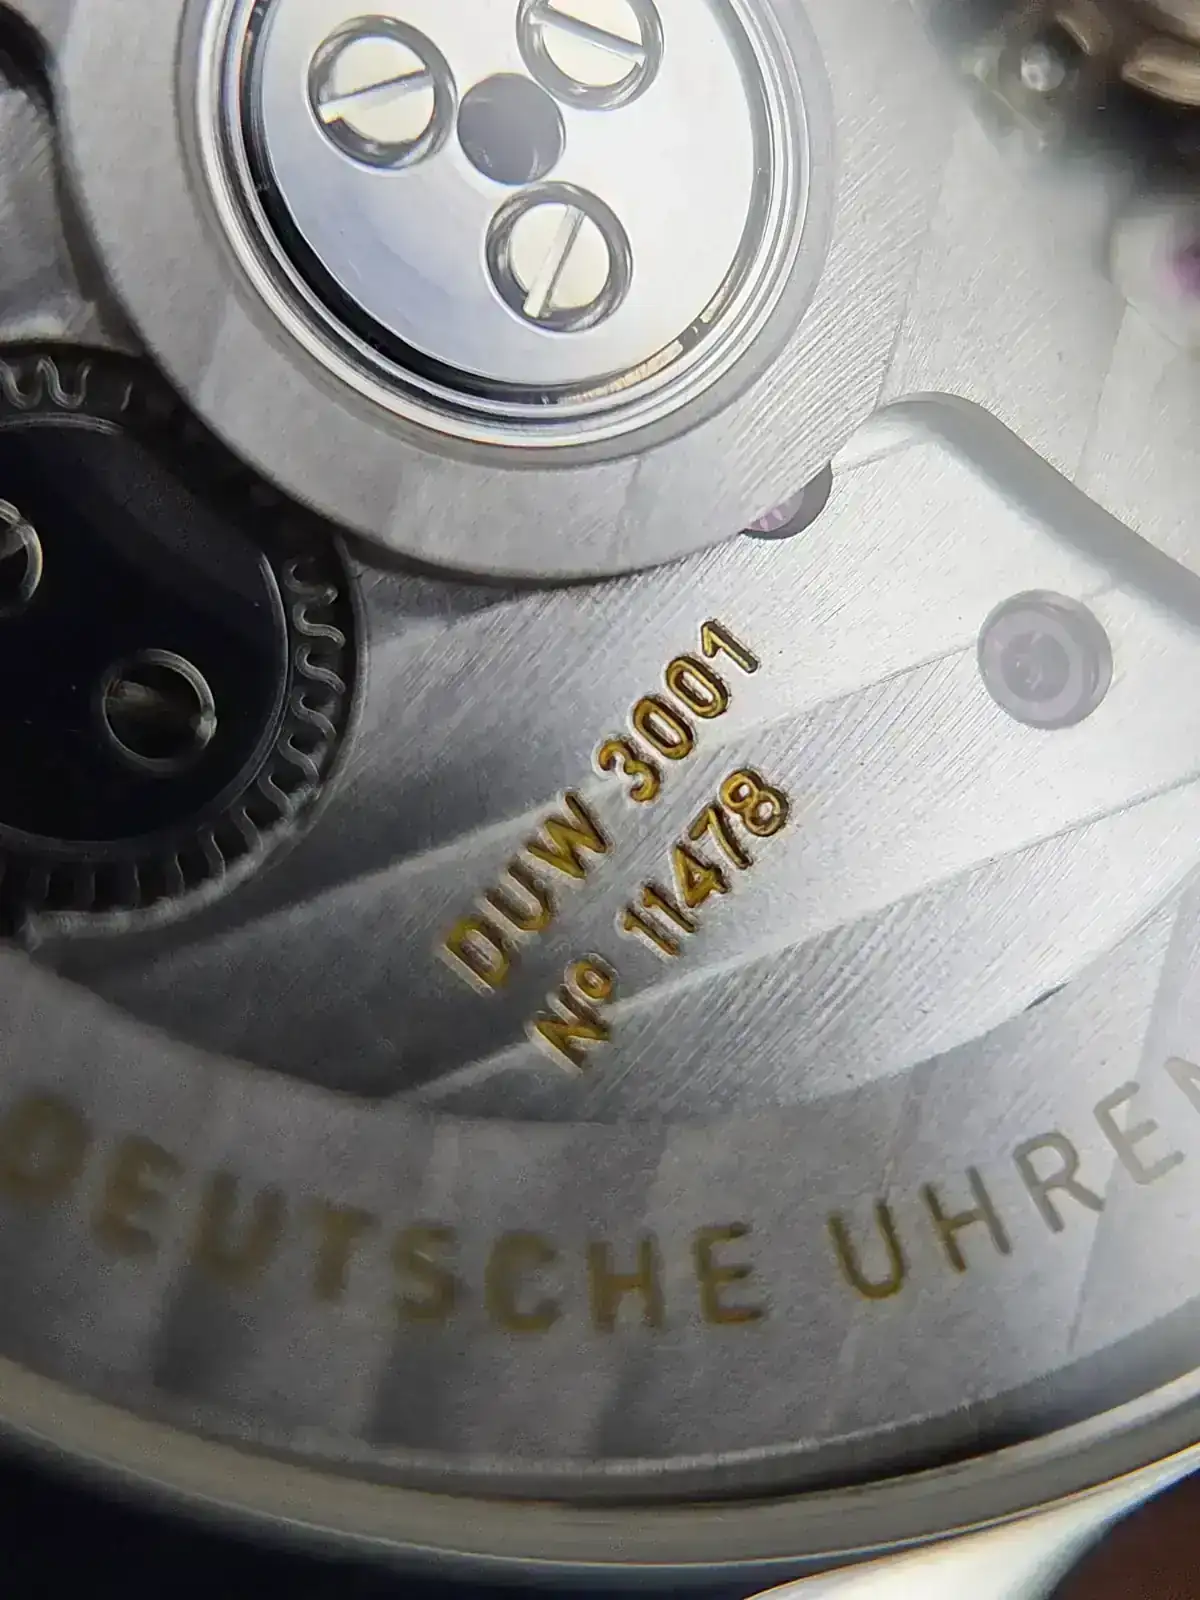 DUW 3001
Nº 11478
DEUTSCHE UHREN